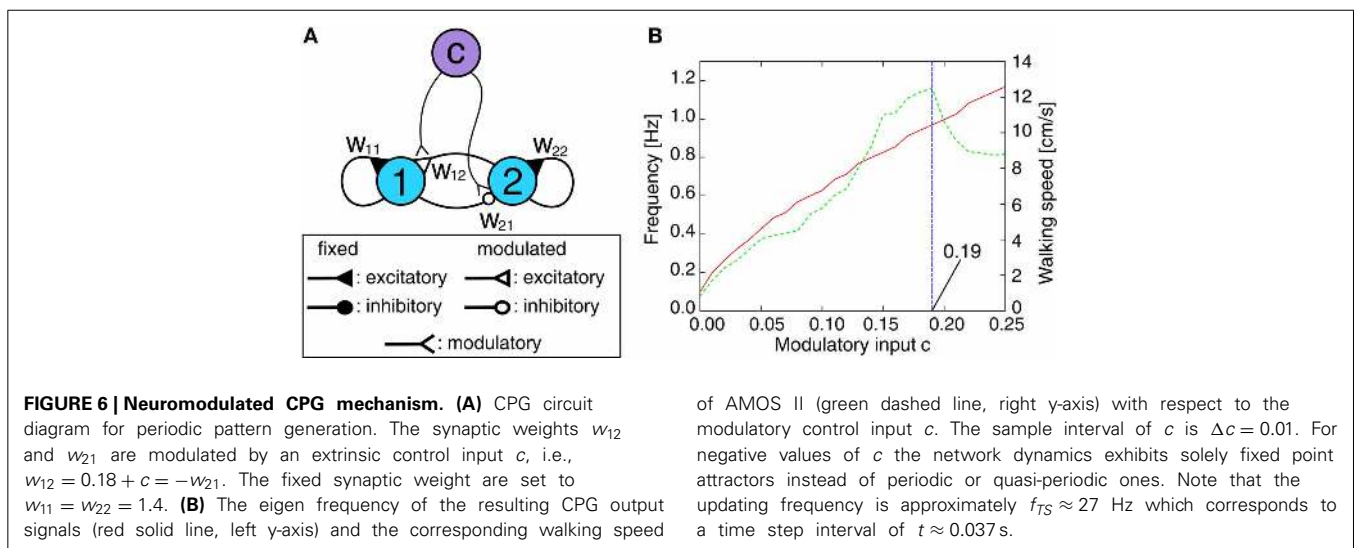 A
C
W11
W22
1
W12
2
W21
fixed modulated
: excitatory : excitatory
: inhibitory : inhibitory
: modulatory
B
Frequency [Hz]
1.2
1.0
0.8
0.6
0.4
0.2
0.0
14
12
10
8
6
4
2
0
Walking speed [cm/s]
0.19
0.00 0.05 0.10 0.15 0.20 0.25
Modulatory input c
FIGURE 6 | Neuromodulated CPG mechanism. (A) CPG circuit
diagram for periodic pattern generation. The synaptic weights w12
and w21 are modulated by an extrinsic control input c, i.e.,
w12 = 0.18 + c = −w21. The fixed synaptic weight are set to
w11 = w22 = 1.4. (B) The eigen frequency of the resulting CPG output
signals (red solid line, left y-axis) and the corresponding walking speed
of AMOS II (green dashed line, right y-axis) with respect to the
modulatory control input c. The sample interval of c is Δc = 0.01. For
negative values of c the network dynamics exhibits solely fixed point
attractors instead of periodic or quasi-periodic ones. Note that the
updating frequency is approximately fTS ≈ 27 Hz which corresponds to
a time step interval of t ≈ 0.037 s.